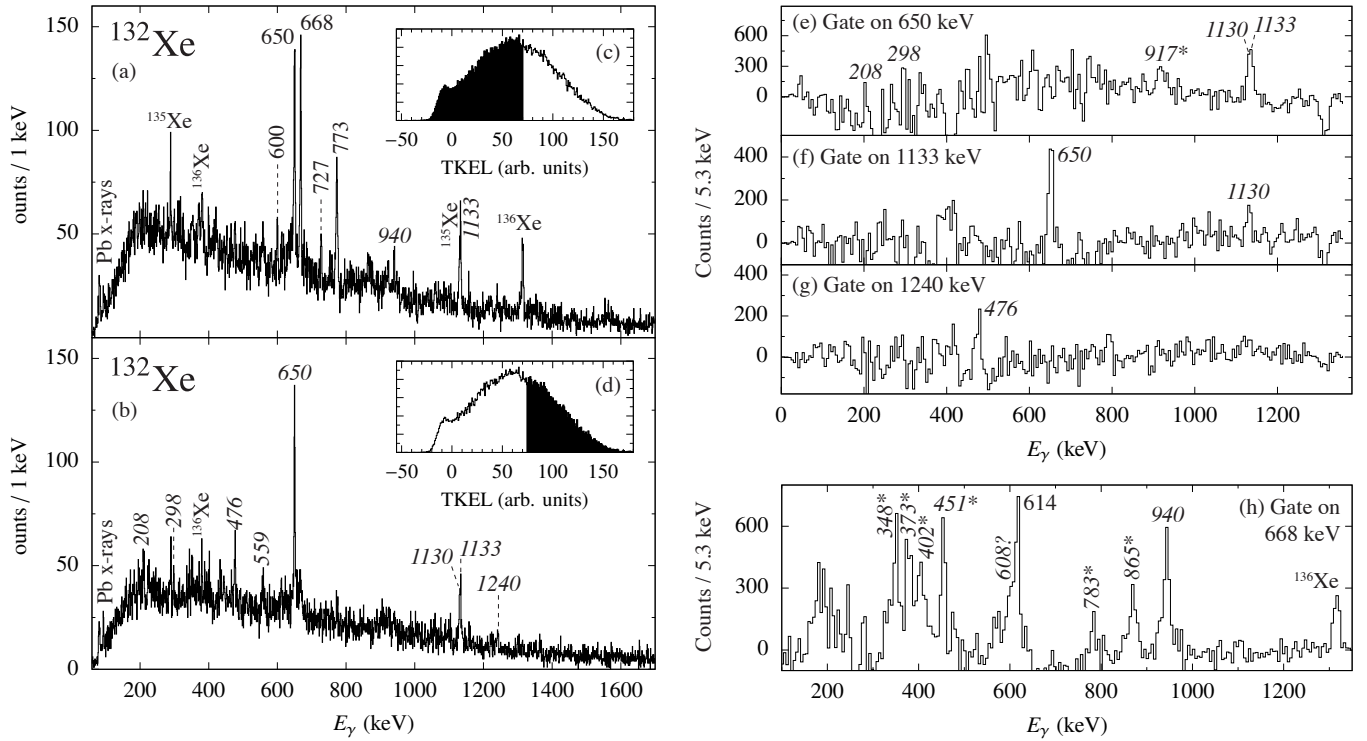 150
100
50
ounts / 1 keV
132Xe
(a)
Pb x-rays
135Xe
136Xe
600
650
668
727
773
940
135Xe
1133
136Xe
(c)
−50 0 50 100 150
TKEL (arb. units)
150
100
50
0
ounts / 1 keV
132Xe
(b)
Pb x-rays
208
298
136Xe
476
559
650
1130
1133
1240
(d)
−50 0 50 100 150
TKEL (arb. units)
200 400 600 800 1000 1200 1400 1600
Eγ (keV)
(e) Gate on 650 keV
600
300
0
208
298
917*
1130
1133
(f) Gate on 1133 keV
400
200
0
650
1130
(g) Gate on 1240 keV
400
200
0
476
Counts / 5.3 keV
0 200 400 600 800 1000 1200
Eγ (keV)
(h) Gate on
668 keV
600
300
0
Counts / 5.3 keV
348*
373*
402*
451*
608?
614
783*
865*
940
136Xe
200 400 600 800 1000 1200
Eγ (keV)